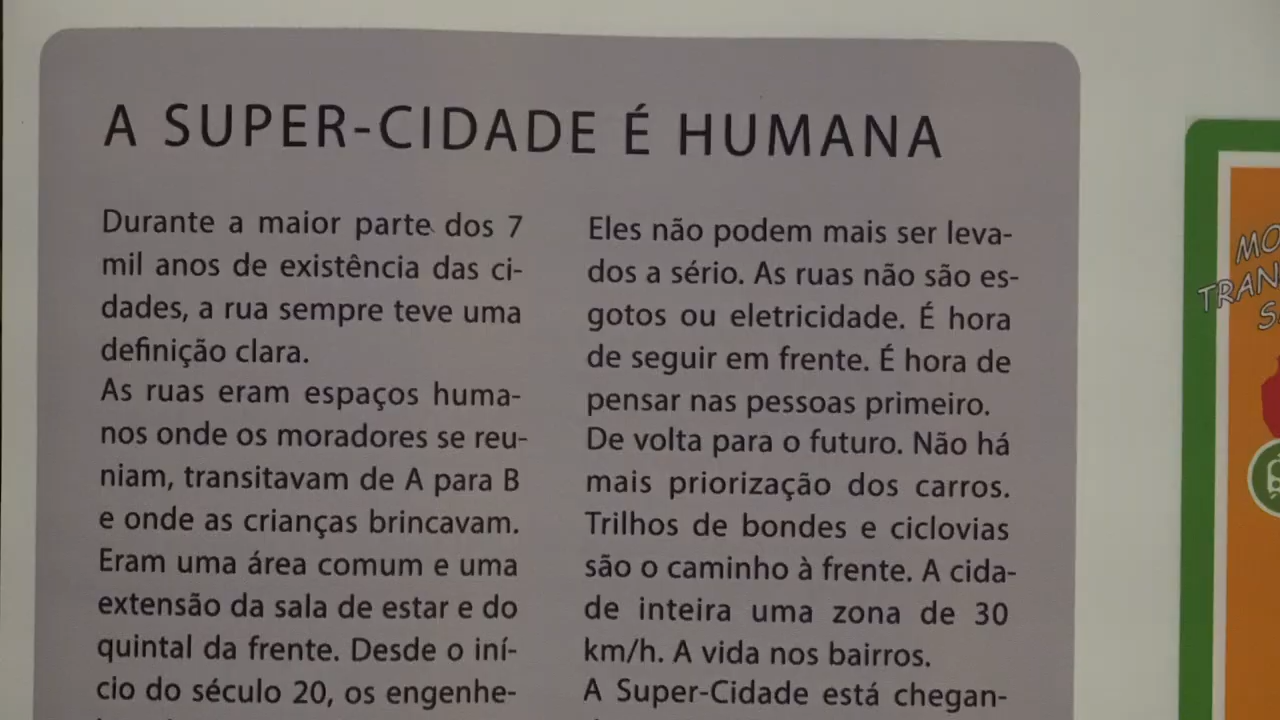 A SUPER-CIDADE É HUMANA
Durante a maior parte dos 7
mil anos de existência das ci-
dades, a rua sempre teve uma
definição clara.
As ruas eram espaços huma-
nos onde os moradores se reu-
niam, transitavam de A para B
e onde as crianças brincavam.
Eram uma área comum e uma
extensão da sala de estar e do
quintal da frente. Desde o iní-
cio do século 20, os engenhe-
Eles não podem mais ser leva-
dos a sério. As ruas não são es-
gotos ou eletricidade. É hora
de seguir em frente. É hora de
pensar nas pessoas primeiro.
De volta para o futuro. Não há
mais priorização dos carros.
Trilhos de bondes e ciclovias
são o caminho à frente. A cida-
de inteira uma zona de 30
km/h. A vida nos bairros.
A Super-Cidade está chegan-
MO
TRAN